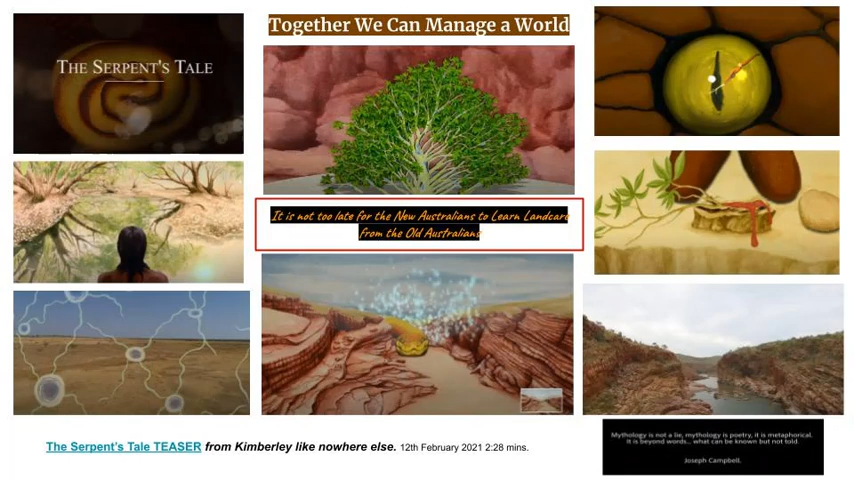 Together We Can Manage a World
THE SERPENT'S TALE
It is not too late for the New Australians to Learn Landcare
from the Old Australians
The Serpent's Tale TEASER from Kimberley like nowhere else. 12th February 2021 2:28 mins.
Mythology is not a lie, mythology is poetry, it is metaphorical.
It is beyond words.. what can be known but not told.
Joseph Campbell.